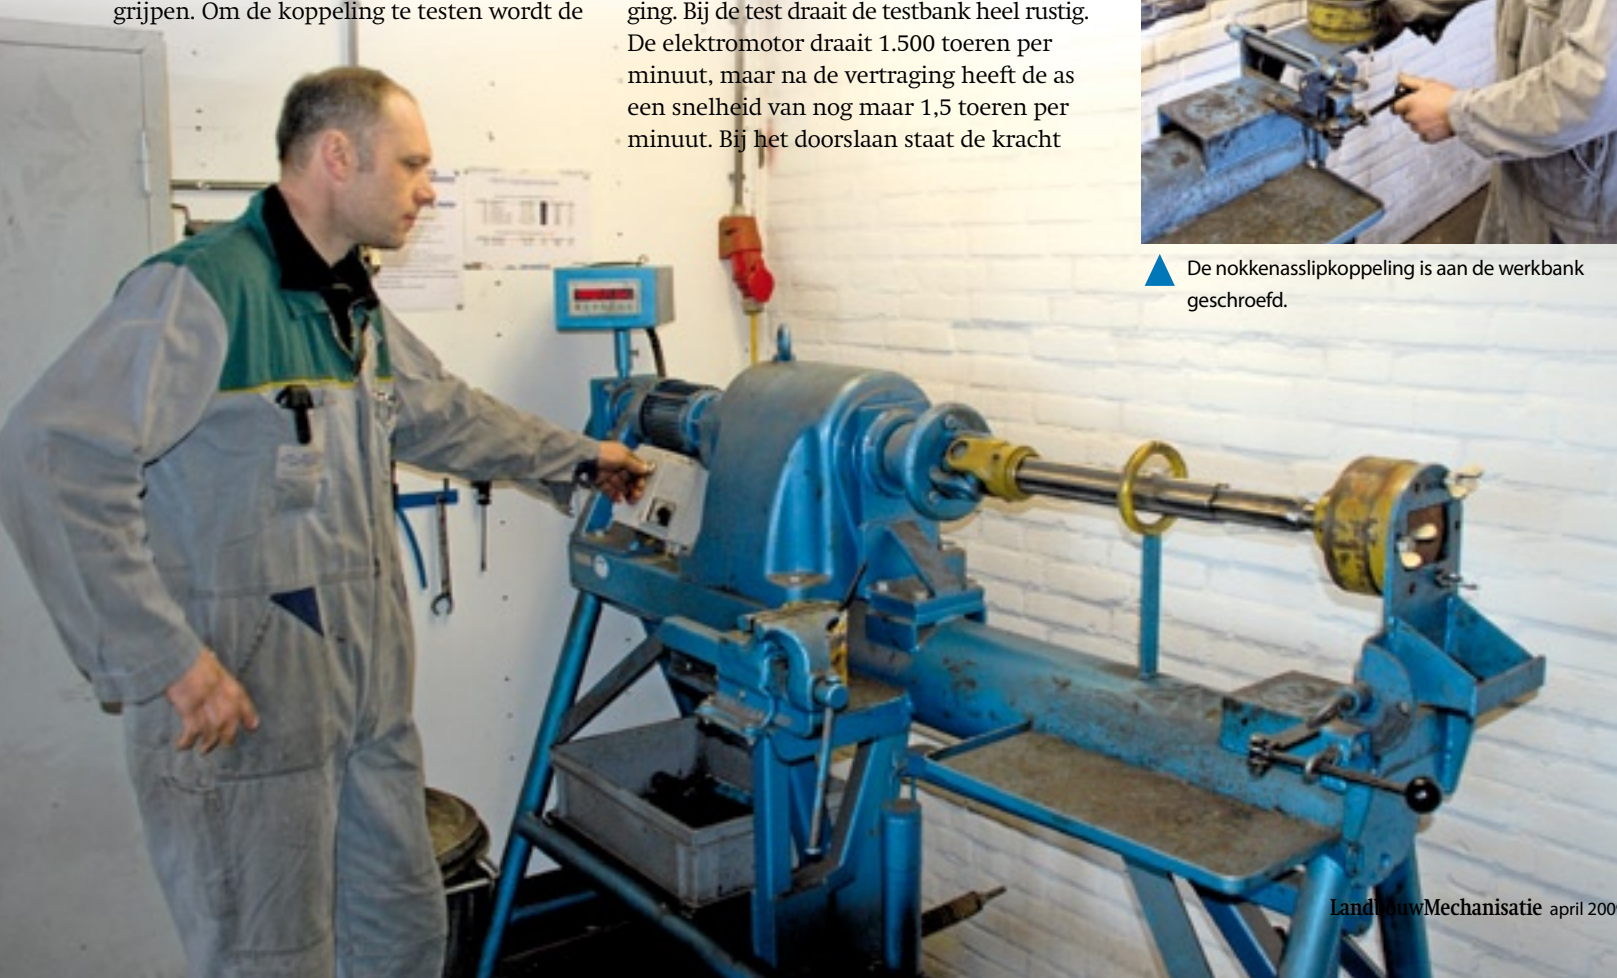 grijpen. Om de koppeling te testen wordt de
ging. Bij de test draait de testbank heel rustig.
De elektromotor draait 1.500 toeren per
minuut, maar na de vertraging heeft de as
een snelheid van nog maar 1,5 toeren per
minuut. Bij het doorslaan staat de kracht
De nokkenasslipkoppeling is aan de werkbank
geschroefd.
LandbouwMechanisatie april